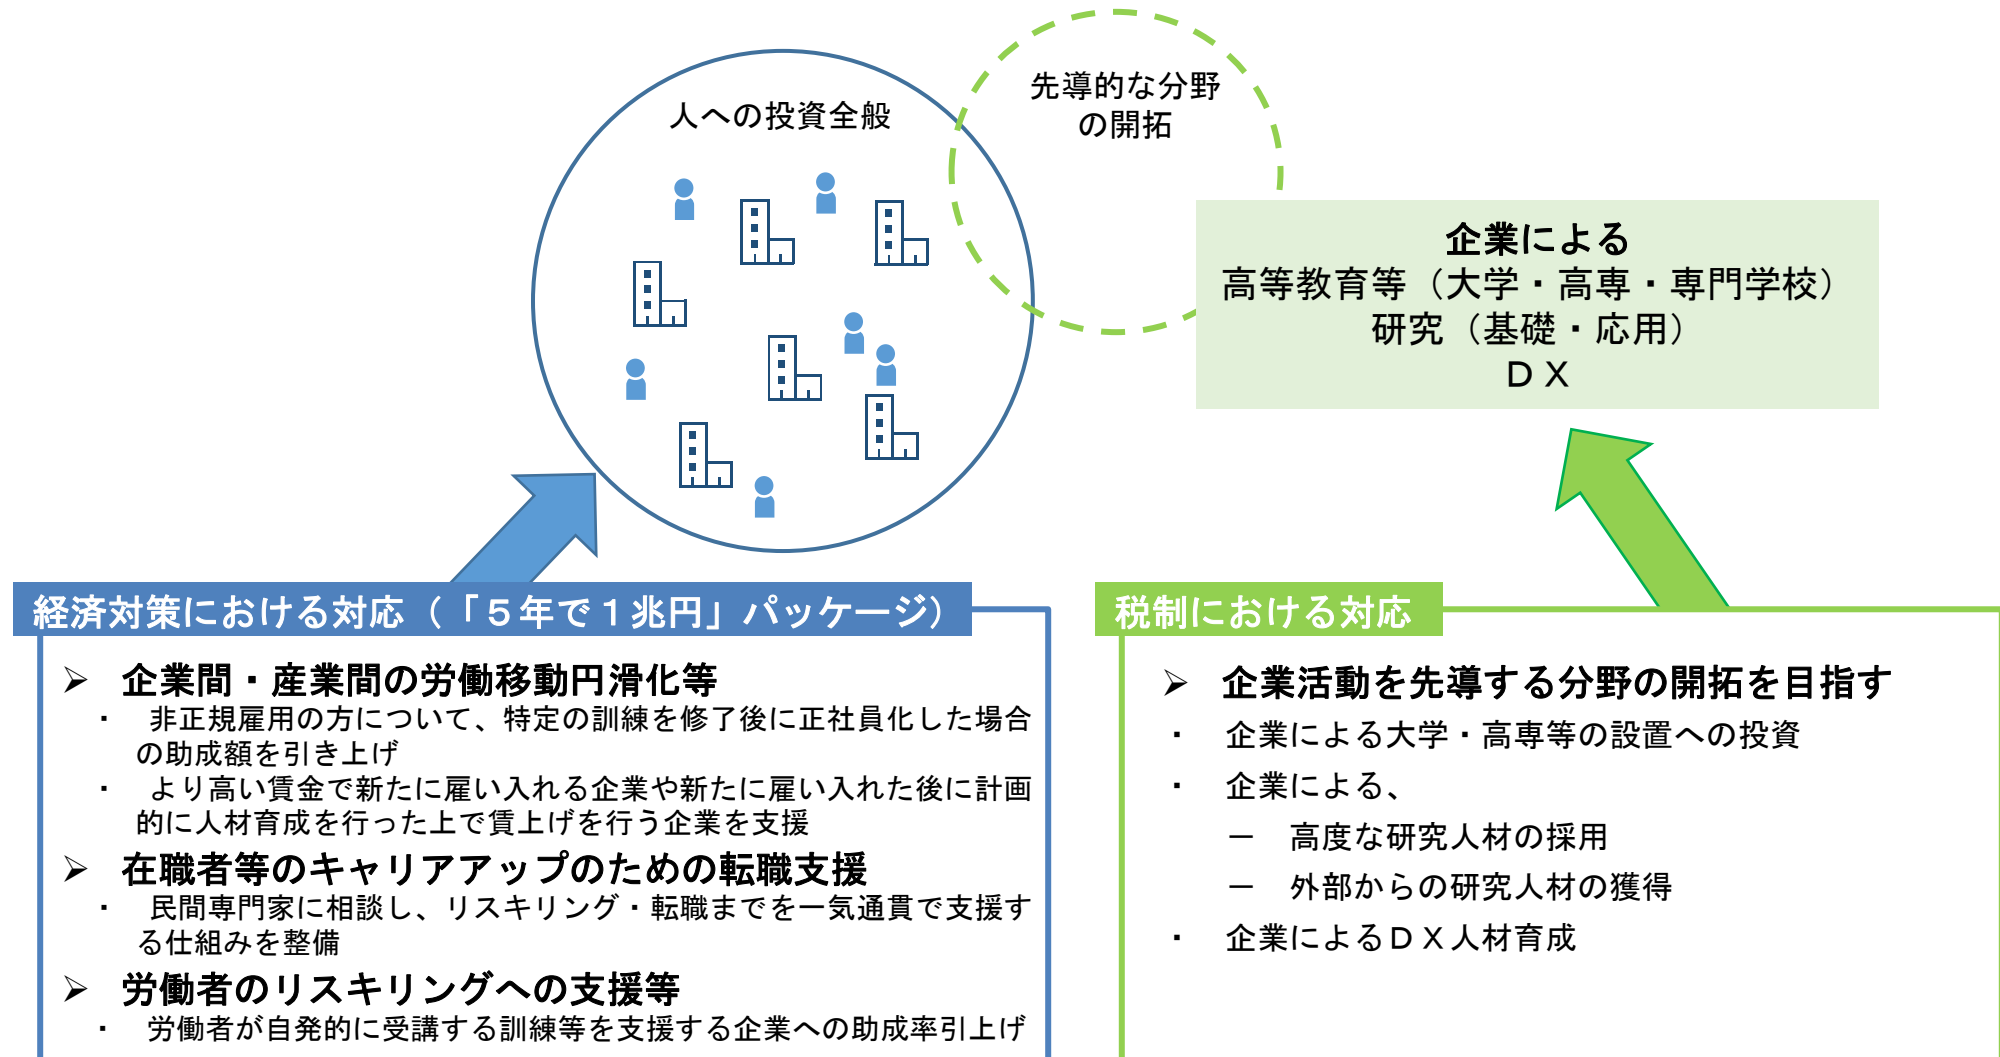 人への投資全般
先導的な分野
の開拓
企業による
高等教育等（大学・高専・専門学校）
研究（基礎・応用）
ＤＸ
経済対策における対応（「５年で１兆円」パッケージ）
➢ 企業間・産業間の労働移動円滑化等
・ 非正規雇用の方について、特定の訓練を修了後に正社員化した場合
の助成額を引き上げ
・ より高い賃金で新たに雇い入れる企業や新たに雇い入れた後に計画
的に人材育成を行った上で賃上げを行う企業を支援
➢ 在職者等のキャリアアップのための転職支援
・ 民間専門家に相談し、リスキリング・転職までを一気通貫で支援す
る仕組みを整備
➢ 労働者のリスキリングへの支援等
・ 労働者が自発的に受講する訓練等を支援する企業への助成率引上げ
税制における対応
➢ 企業活動を先導する分野の開拓を目指す
・ 企業による大学・高専等の設置への投資
・ 企業による、
－ 高度な研究人材の採用
－ 外部からの研究人材の獲得
・ 企業によるＤＸ人材育成